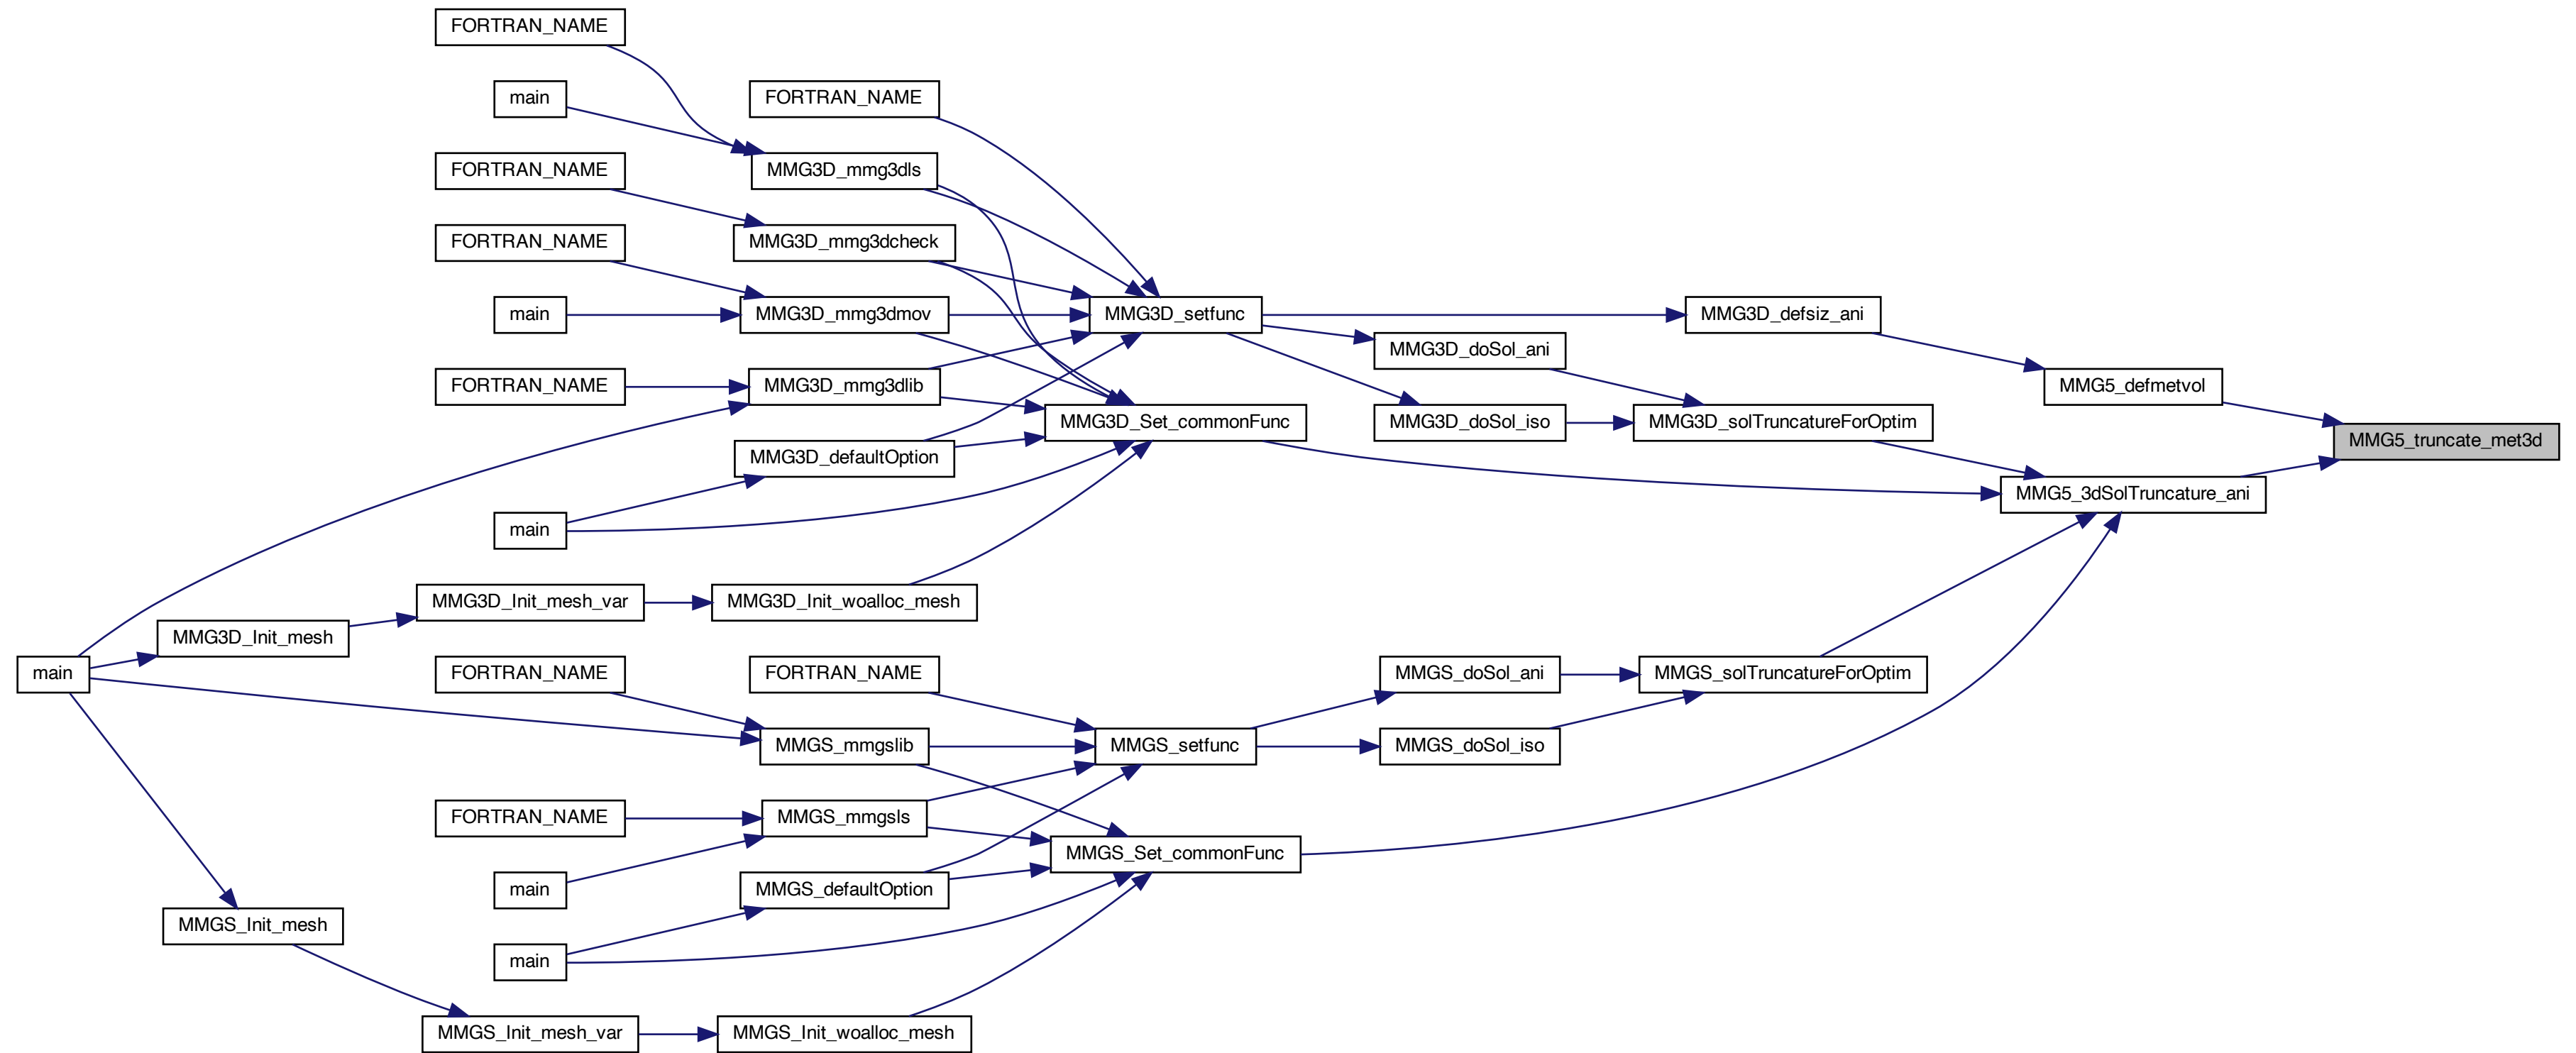 FORTRAN_NAME
main
FORTRAN_NAME
MMG3D_mmg3dls
FORTRAN_NAME
MMG3D_mmg3dcheck
FORTRAN_NAME
main
MMG3D_mmg3dmov
MMG3D_setfunc
MMG3D_defsiz_ani
MMG3D_doSol_ani
FORTRAN_NAME
MMG3D_mmg3dlib
MMG5_defmetvol
MMG3D_Set_commonFunc
MMG3D_doSol_iso
MMG3D_solTruncatureForOptim
MMG5_truncate_met3d
MMG3D_defaultOption
MMG5_3dSolTruncature_ani
main
MMG3D_Init_mesh_var
MMG3D_Init_woalloc_mesh
MMG3D_Init_mesh
main
FORTRAN_NAME
FORTRAN_NAME
MMGS_doSol_ani
MMGS_solTruncatureForOptim
MMGS_mmgslib
MMGS_setfunc
MMGS_doSol_iso
FORTRAN_NAME
MMGS_mmgsls
MMGS_Set_commonFunc
main
MMGS_defaultOption
MMGS_Init_mesh
main
MMGS_Init_mesh_var
MMGS_Init_woalloc_mesh